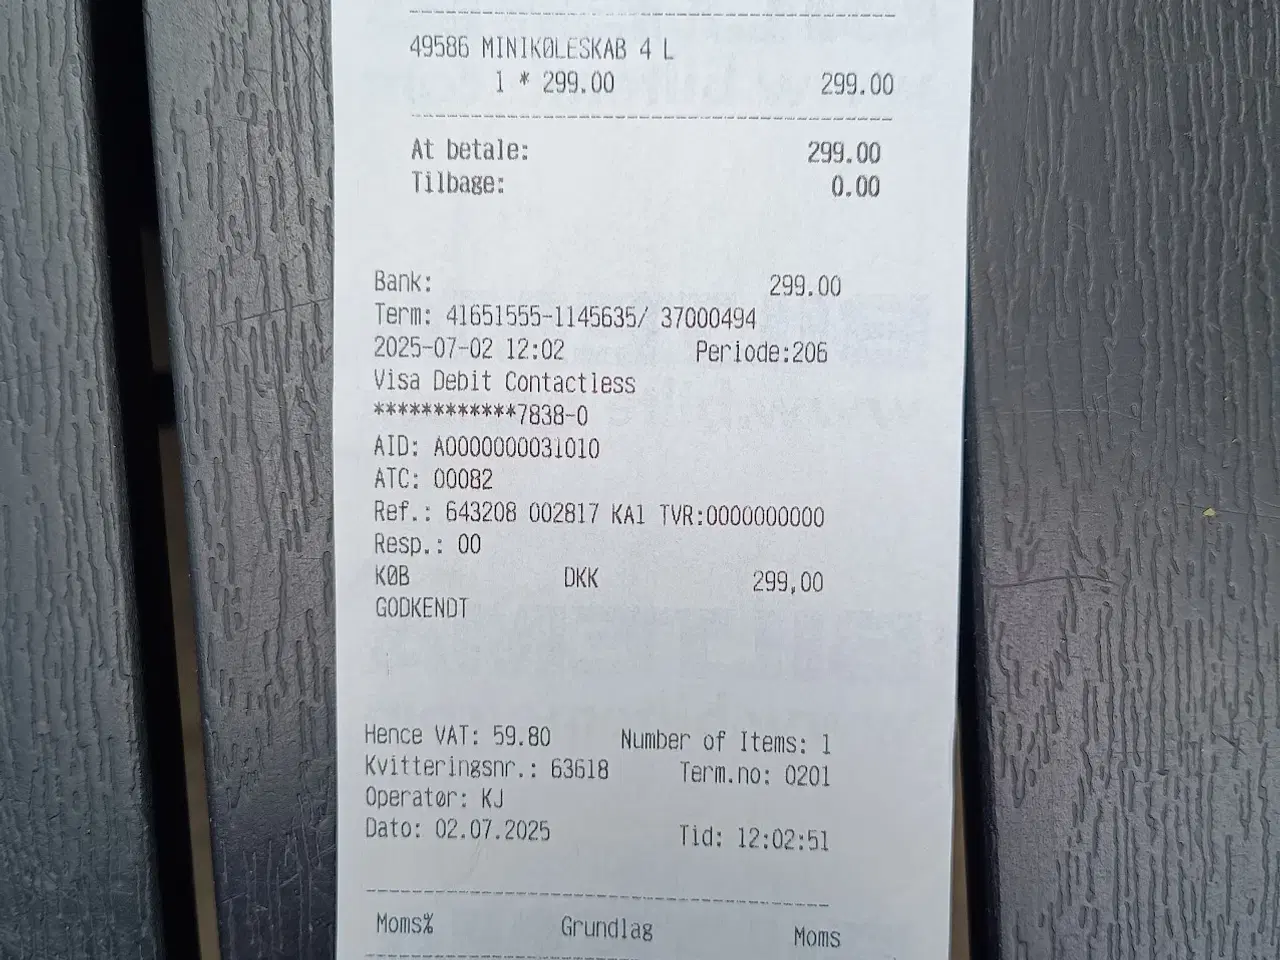 49586 MINIKØLESKAB 4 L
1 * 299.00 299.00
At betale: 299.00
Tilbage: 0.00
Bank: 299.00
Term: 41651555-1145635/ 37000494
2025-07-02 12:02 Periode:206
Visa Debit Contactless
************7838-0
AID: A0000000031010
ATC: 00082
Ref.: 643208 002817 KA1 TVR:0000000000
Resp.: 00
KØB DKK 299,00
GODKENDT
Hence VAT: 59.80 Number of Items: 1
Kvitteringsnr.: 63618 Term.no: 0201
Operatør: KJ
Dato: 02.07.2025 Tid: 12:02:51
Moms% Grundlag Moms